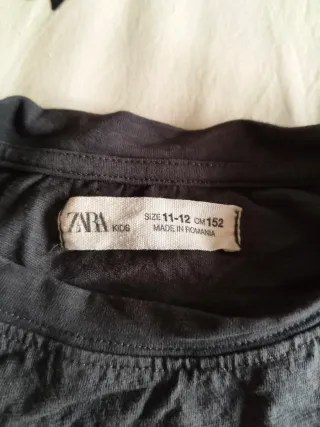 ZARA KIDS SIZE 11-12 CM 152
MADE IN ROMANIA